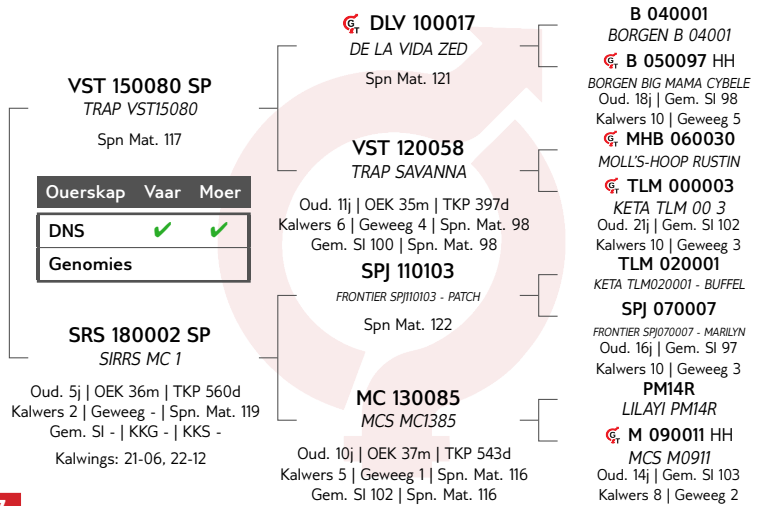 VST 150080 SP
TRAP VST15080
Spn Mat. 117
Ouerskap Vaar Moer
DNS ✔ ✔
Genomies
SRS 180002 SP
SIRRS MC 1
Oud. 5j | OEK 36m | TKP 560d
Kalwers 2 | Geweeg - | Spn. Mat. 119
Gem. SI - | KKG - | KKS -
Kalwings: 21-06, 22-12
GT DLV 100017
DE LA VIDA ZED
Spn Mat. 121
VST 120058
TRAP SAVANNA
Oud. 11j | OEK 35m | TKP 397d
Kalwers 6 | Geweeg 4 | Spn. Mat. 98
Gem. SI 100 | Spn. Mat. 98
SPJ 110103
FRONTIER SPJ110103 - PATCH
Spn Mat. 122
MC 130085
MCS MC1385
Oud. 10j | OEK 37m | TKP 543d
Kalwers 5 | Geweeg 1 | Spn. Mat. 116
Gem. SI 102 | Spn. Mat. 116
B 040001
BORGEN B 04001
GT B 050097 HH
BORGEN BIG MAMA CYBELE
Oud. 18j | Gem. SI 98
Kalwers 10 | Geweeg 5
GT MHB 060030
MOLL'S-HOOP RUSTIN
GT TLM 000003
KETA TLM 00 3
Oud. 21j | Gem. SI 102
Kalwers 10 | Geweeg 3
TLM 020001
KETA TLM020001 - BUFFEL
SPJ 070007
FRONTIER SPJ070007 - MARILYN
Oud. 16j | Gem. SI 97
Kalwers 10 | Geweeg 3
PM14R
LILAYI PM14R
GT M 090011 HH
MCS M0911
Oud. 14j | Gem. SI 103
Kalwers 8 | Geweeg 2